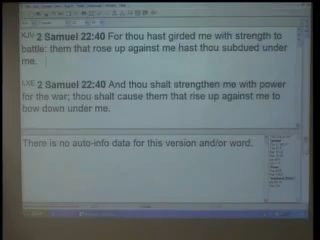 KJV 2 Samuel 22:40 For thou hast girded me with strength to
battle: them that rose up against me hast thou subdued under
me.
LXE 2 Samuel 22:40 And thou shalt strengthen me with power
for the war; thou shalt cause them that rise up against me to
bow down under me.
There is no auto-info data for this version and/or word.